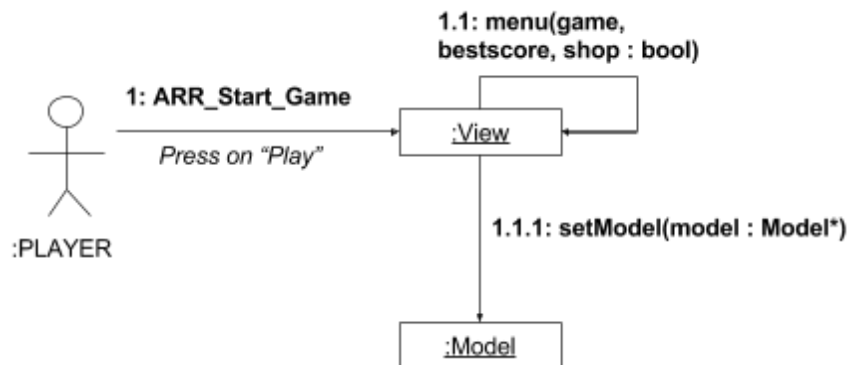 1.1: menu(game,
bestscore, shop : bool)
1: ARR_Start_Game
:View
Press on “Play”
1.1.1: setModel(model : Model*)
:PLAYER
:Model